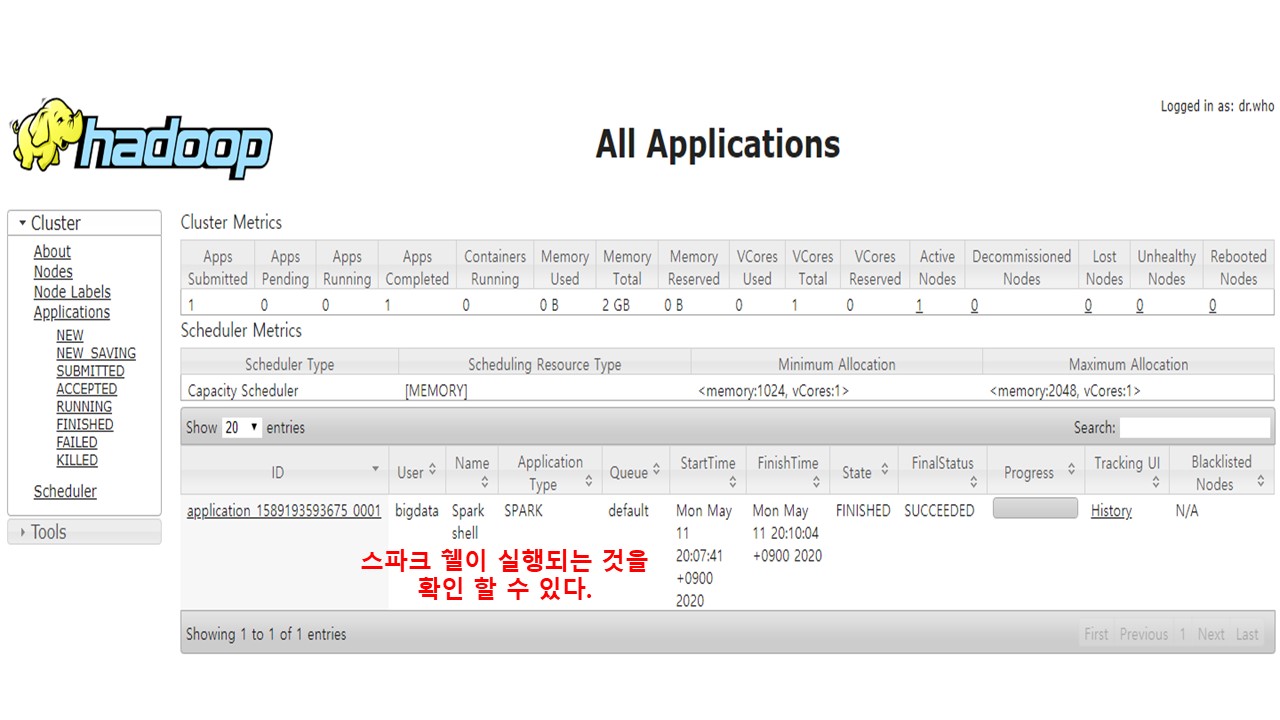 Logged in as: dr.who
hadoop
All Applications
Cluster
About
Nodes
Node Labels
Applications
NEW
NEW_SAVING
SUBMITTED
ACCEPTED
RUNNING
FINISHED
FAILED
KILLED
Scheduler
Tools
Cluster Metrics
Apps Submitted Apps Pending Apps Running Apps Completed Containers Running Memory Used Memory Total Memory Reserved VCores Used VCores Total VCores Reserved Active Nodes Decommissioned Nodes Lost Nodes Unhealthy Nodes Rebooted Nodes
1 0 0 1 0 0 B 2 GB 0 B 0 1 0 1 0 0 0 0
Scheduler Metrics
Scheduler Type Scheduling Resource Type Minimum Allocation Maximum Allocation
Capacity Scheduler [MEMORY] <memory:1024, vCores:1> <memory:2048, vCores:1>
Show 20 entries Search:
ID User Name Application Type Queue StartTime FinishTime State FinalStatus Progress Tracking UI Blacklisted Nodes
application_1589193593675_0001 bigdata Spark shell SPARK default Mon May 11 20:07:41 +0900 2020 Mon May 11 20:10:04 +0900 2020 FINISHED SUCCEEDED History N/A
스파크 쉘이 실행되는 것을
확인 할 수 있다.
Showing 1 to 1 of 1 entries First Previous 1 Next Last